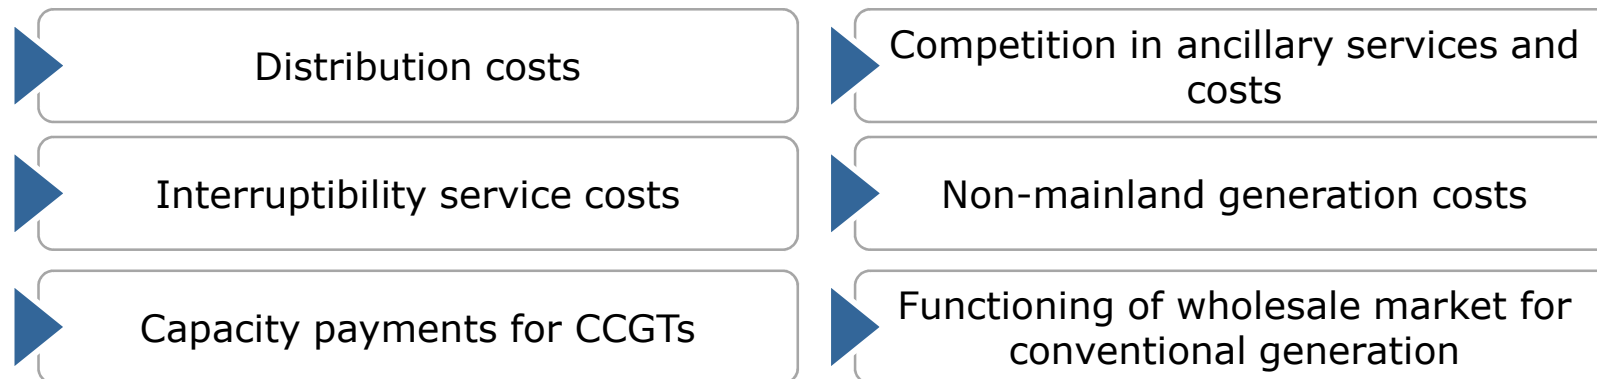 Distribution costs
Competition in ancillary services and
costs
Interruptibility service costs
Non-mainland generation costs
Capacity payments for CCGTs
Functioning of wholesale market for
conventional generation